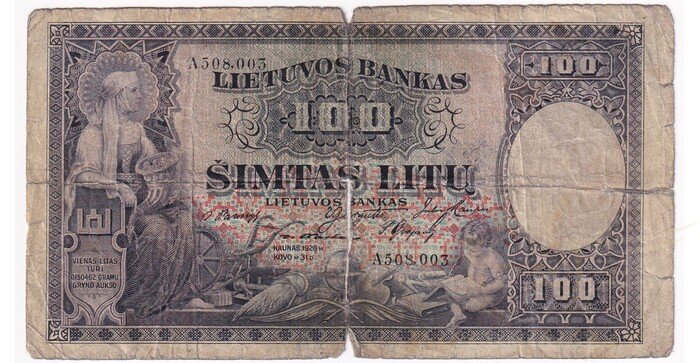 A508.003
LIETUVOS BANKAS
100
100
ŠIMTAS LITŲ
LIETUVOS BANKAS
KAUNAS, 1928 M.
KOVO M 31 D.
A508.003
VIENAS LITAS
TURI
0,150462 GRAMU
GRYNO AUKSO
100